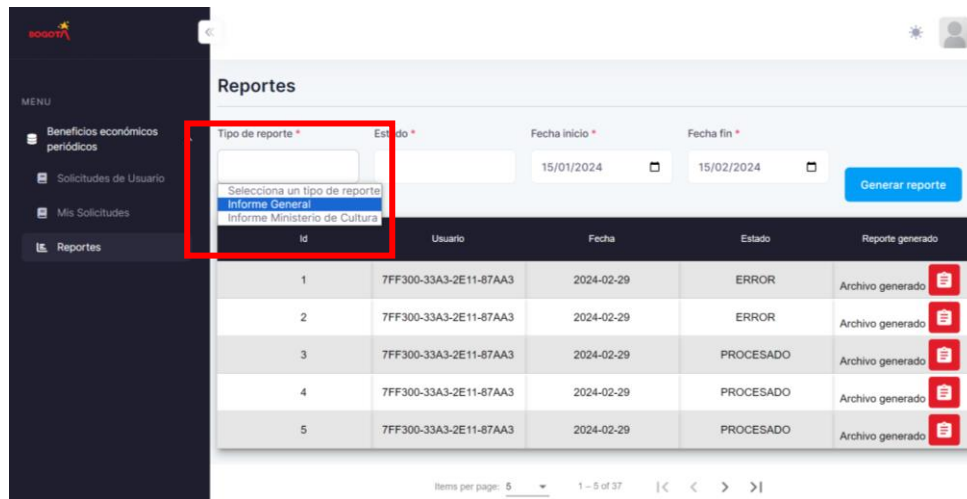 BOGOTÁ
MENU
Beneficios económicos
periódicos
Solicitudes de Usuario
Mis Solicitudes
Reportes
Reportes
Tipo de reporte *
Estado *
Fecha inicio *
Fecha fin *
15/01/2024
15/02/2024
Generar reporte
Selecciona un tipo de reporte
Informe General
Informe Ministerio de Cultura
Id Usuario Fecha Estado Reporte generado
1 7FF300-33A3-2E11-87AA3 2024-02-29 ERROR Archivo generado
2 7FF300-33A3-2E11-87AA3 2024-02-29 ERROR Archivo generado
3 7FF300-33A3-2E11-87AA3 2024-02-29 PROCESADO Archivo generado
4 7FF300-33A3-2E11-87AA3 2024-02-29 PROCESADO Archivo generado
5 7FF300-33A3-2E11-87AA3 2024-02-29 PROCESADO Archivo generado
Items per page: 5 1 – 5 of 37